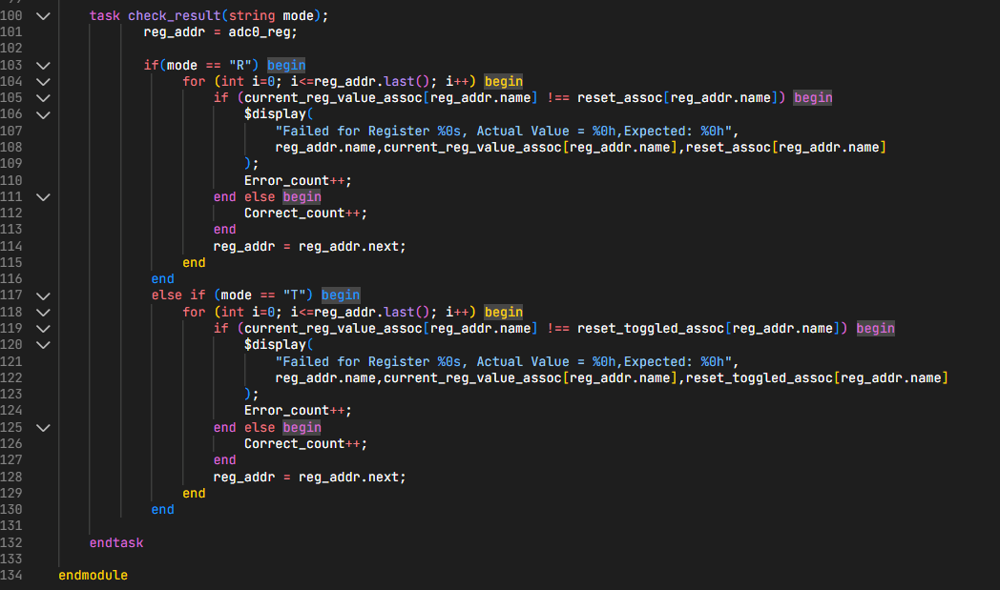 100 task check_result(string mode);
101 reg_addr = adc0_reg;
102
103 if(mode == "R") begin
104 for (int i=0; i<=reg_addr.last(); i++) begin
105 if (current_reg_value_assoc[reg_addr.name] !== reset_assoc[reg_addr.name]) begin
106 $display(
107 "Failed for Register %0s, Actual Value = %0h,Expected: %0h",
108 reg_addr.name,current_reg_value_assoc[reg_addr.name],reset_assoc[reg_addr.name]
109 );
110 Error_count++;
111 end else begin
112 Correct_count++;
113 end
114 reg_addr = reg_addr.next;
115 end
116 end
117 else if (mode == "T") begin
118 for (int i=0; i<=reg_addr.last(); i++) begin
119 if (current_reg_value_assoc[reg_addr.name] !== reset_toggled_assoc[reg_addr.name]) begin
120 $display(
121 "Failed for Register %0s, Actual Value = %0h,Expected: %0h",
122 reg_addr.name,current_reg_value_assoc[reg_addr.name],reset_toggled_assoc[reg_addr.name]
123 );
124 Error_count++;
125 end else begin
126 Correct_count++;
127 end
128 reg_addr = reg_addr.next;
129 end
130 end
131
132 endtask
133
134 endmodule